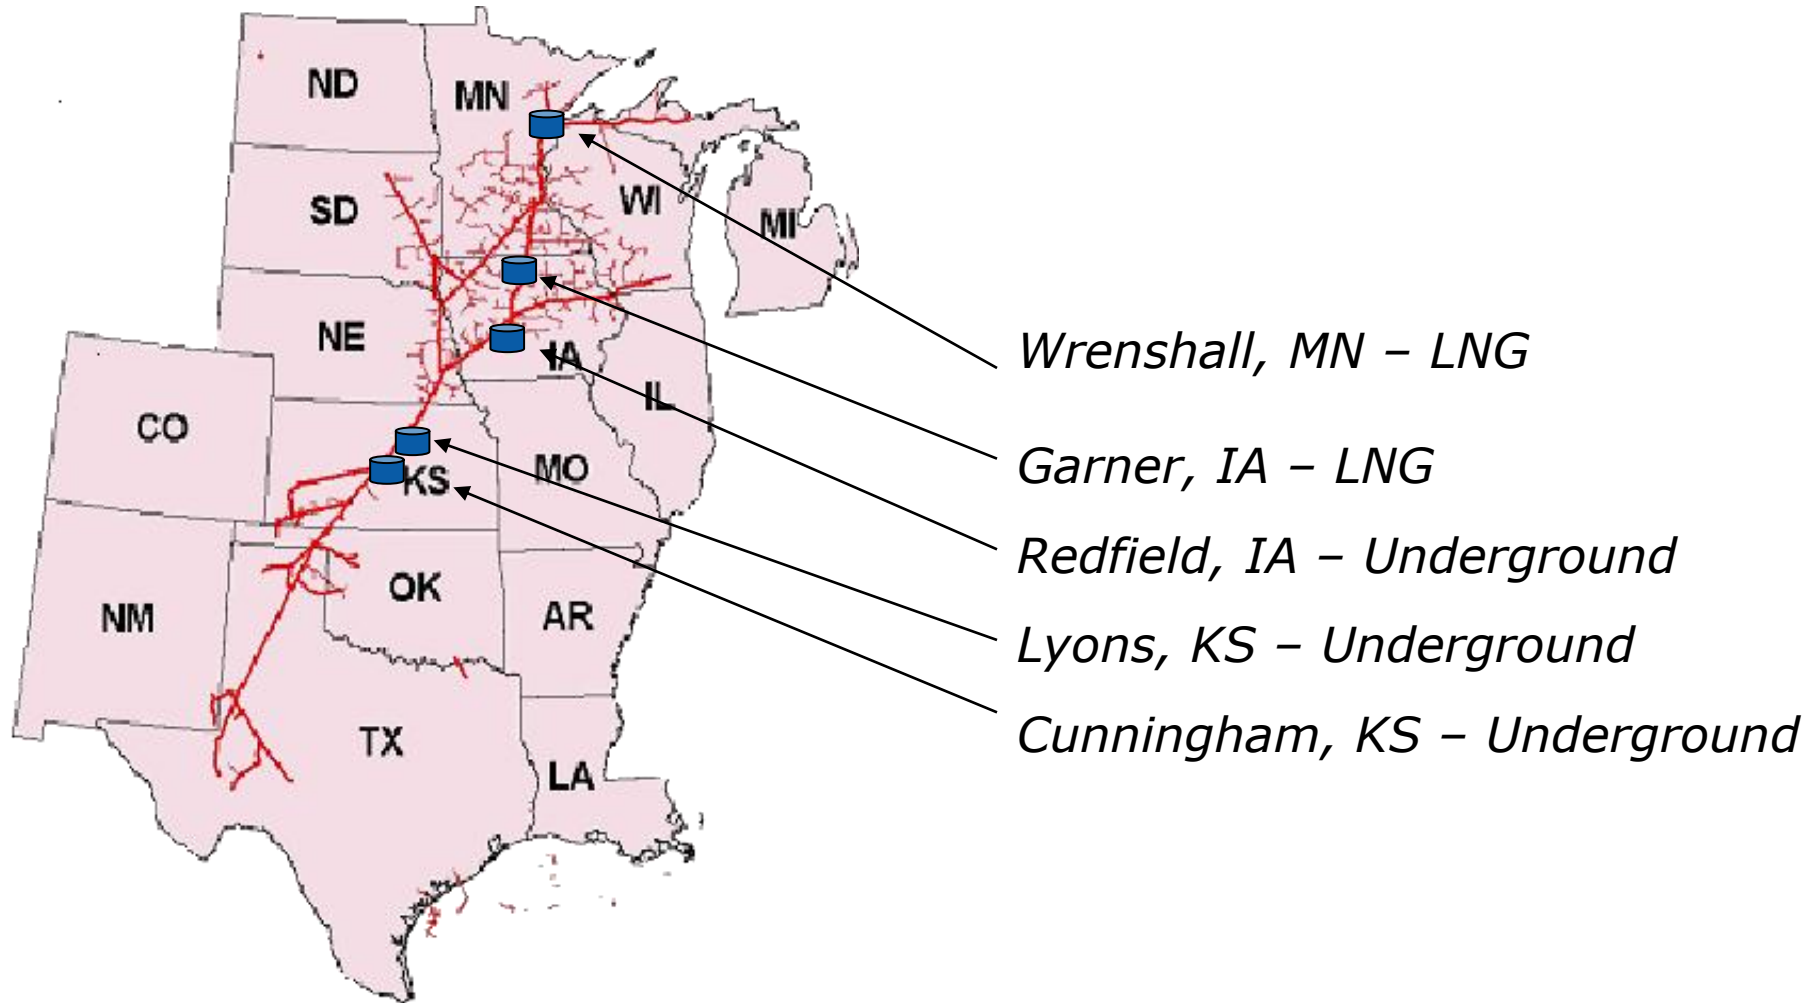 ND
MN
SD
WI
MI
NE
IA
IL
CO
KS
MO
NM
OK
AR
TX
LA
Wrenshall, MN – LNG
Garner, IA – LNG
Redfield, IA – Underground
Lyons, KS – Underground
Cunningham, KS – Underground